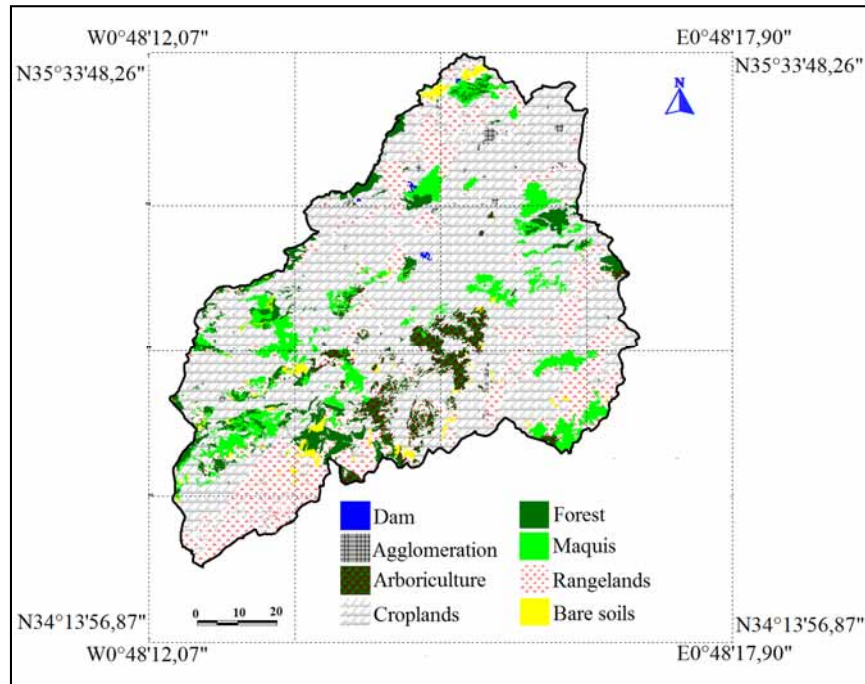 W0°48'12,07"
E0°48'17,90"
N35°33'48,26"
N35°33'48,26"
N
Dam
Forest
Agglomeration
Maquis
Arboriculture
Rangelands
Croplands
Bare soils
0 10 20
N34°13'56,87"
N34°13'56,87"
W0°48'12,07"
E0°48'17,90"